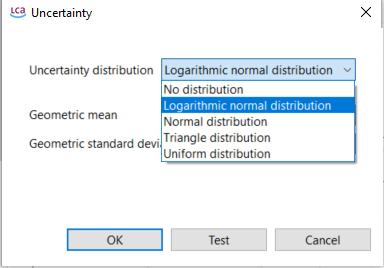 LCA Uncertainty
Uncertainty distribution Logarithmic normal distribution
No distribution
Logarithmic normal distribution
Geometric mean
Normal distribution
Geometric standard devi
Triangle distribution
Uniform distribution
OK Test Cancel